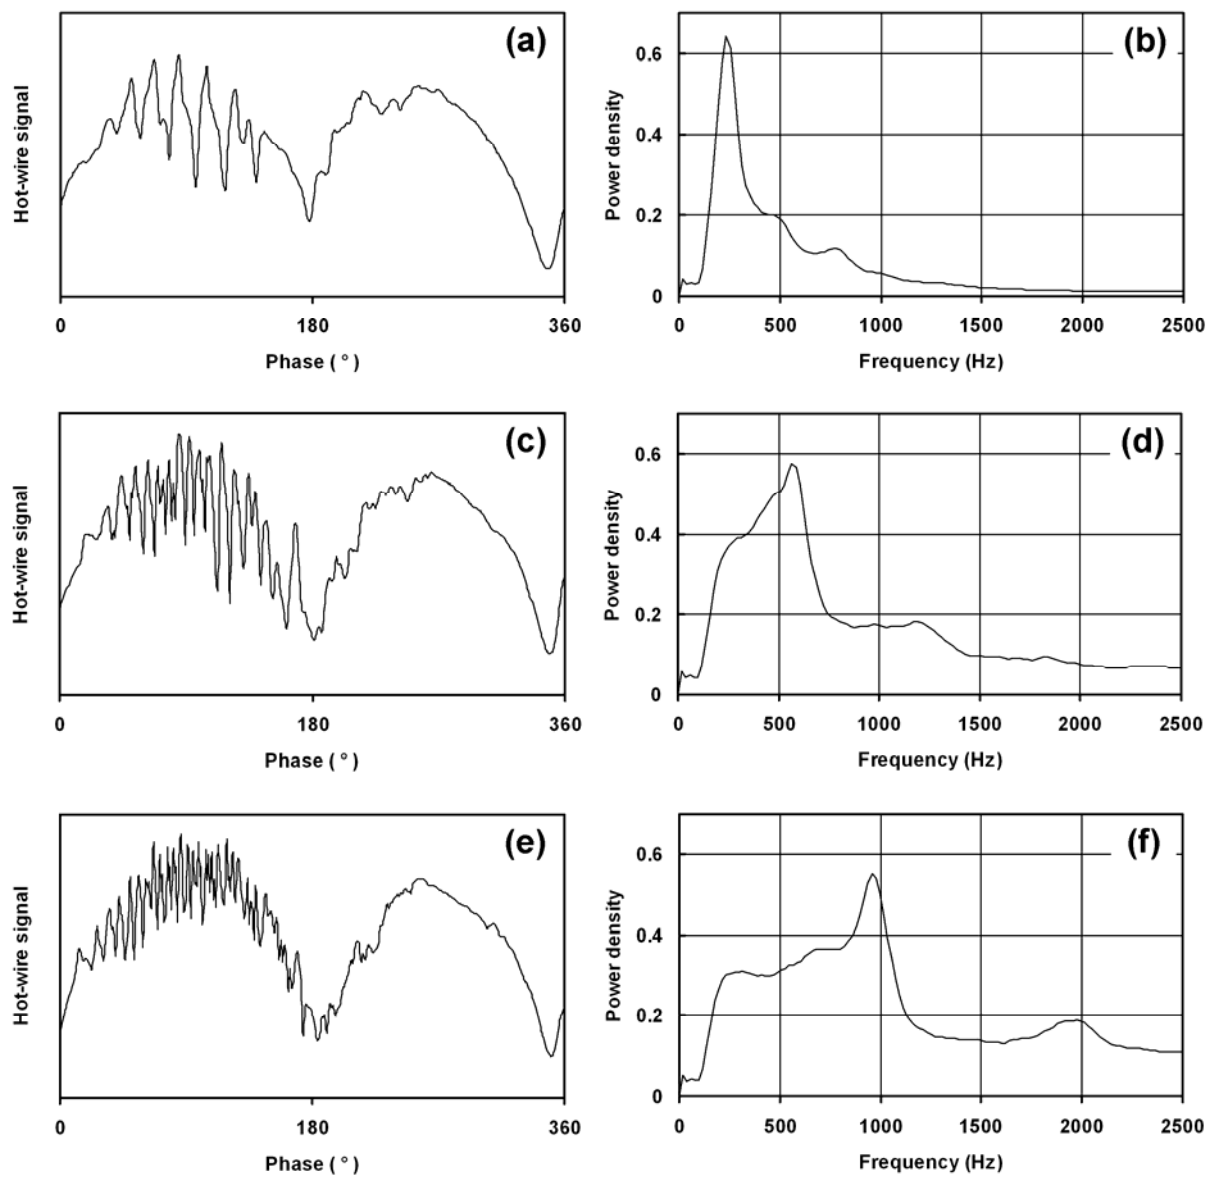 (a)
Hot-wire signal
0 180 360
Phase ( ° )
(b)
Power density
0.6
0.4
0.2
0
0 500 1000 1500 2000 2500
Frequency (Hz)
(c)
Hot-wire signal
0 180 360
Phase ( ° )
(d)
Power density
0.6
0.4
0.2
0
0 500 1000 1500 2000 2500
Frequency (Hz)
(e)
Hot-wire signal
0 180 360
Phase ( ° )
(f)
Power density
0.6
0.4
0.2
0
0 500 1000 1500 2000 2500
Frequency (Hz)